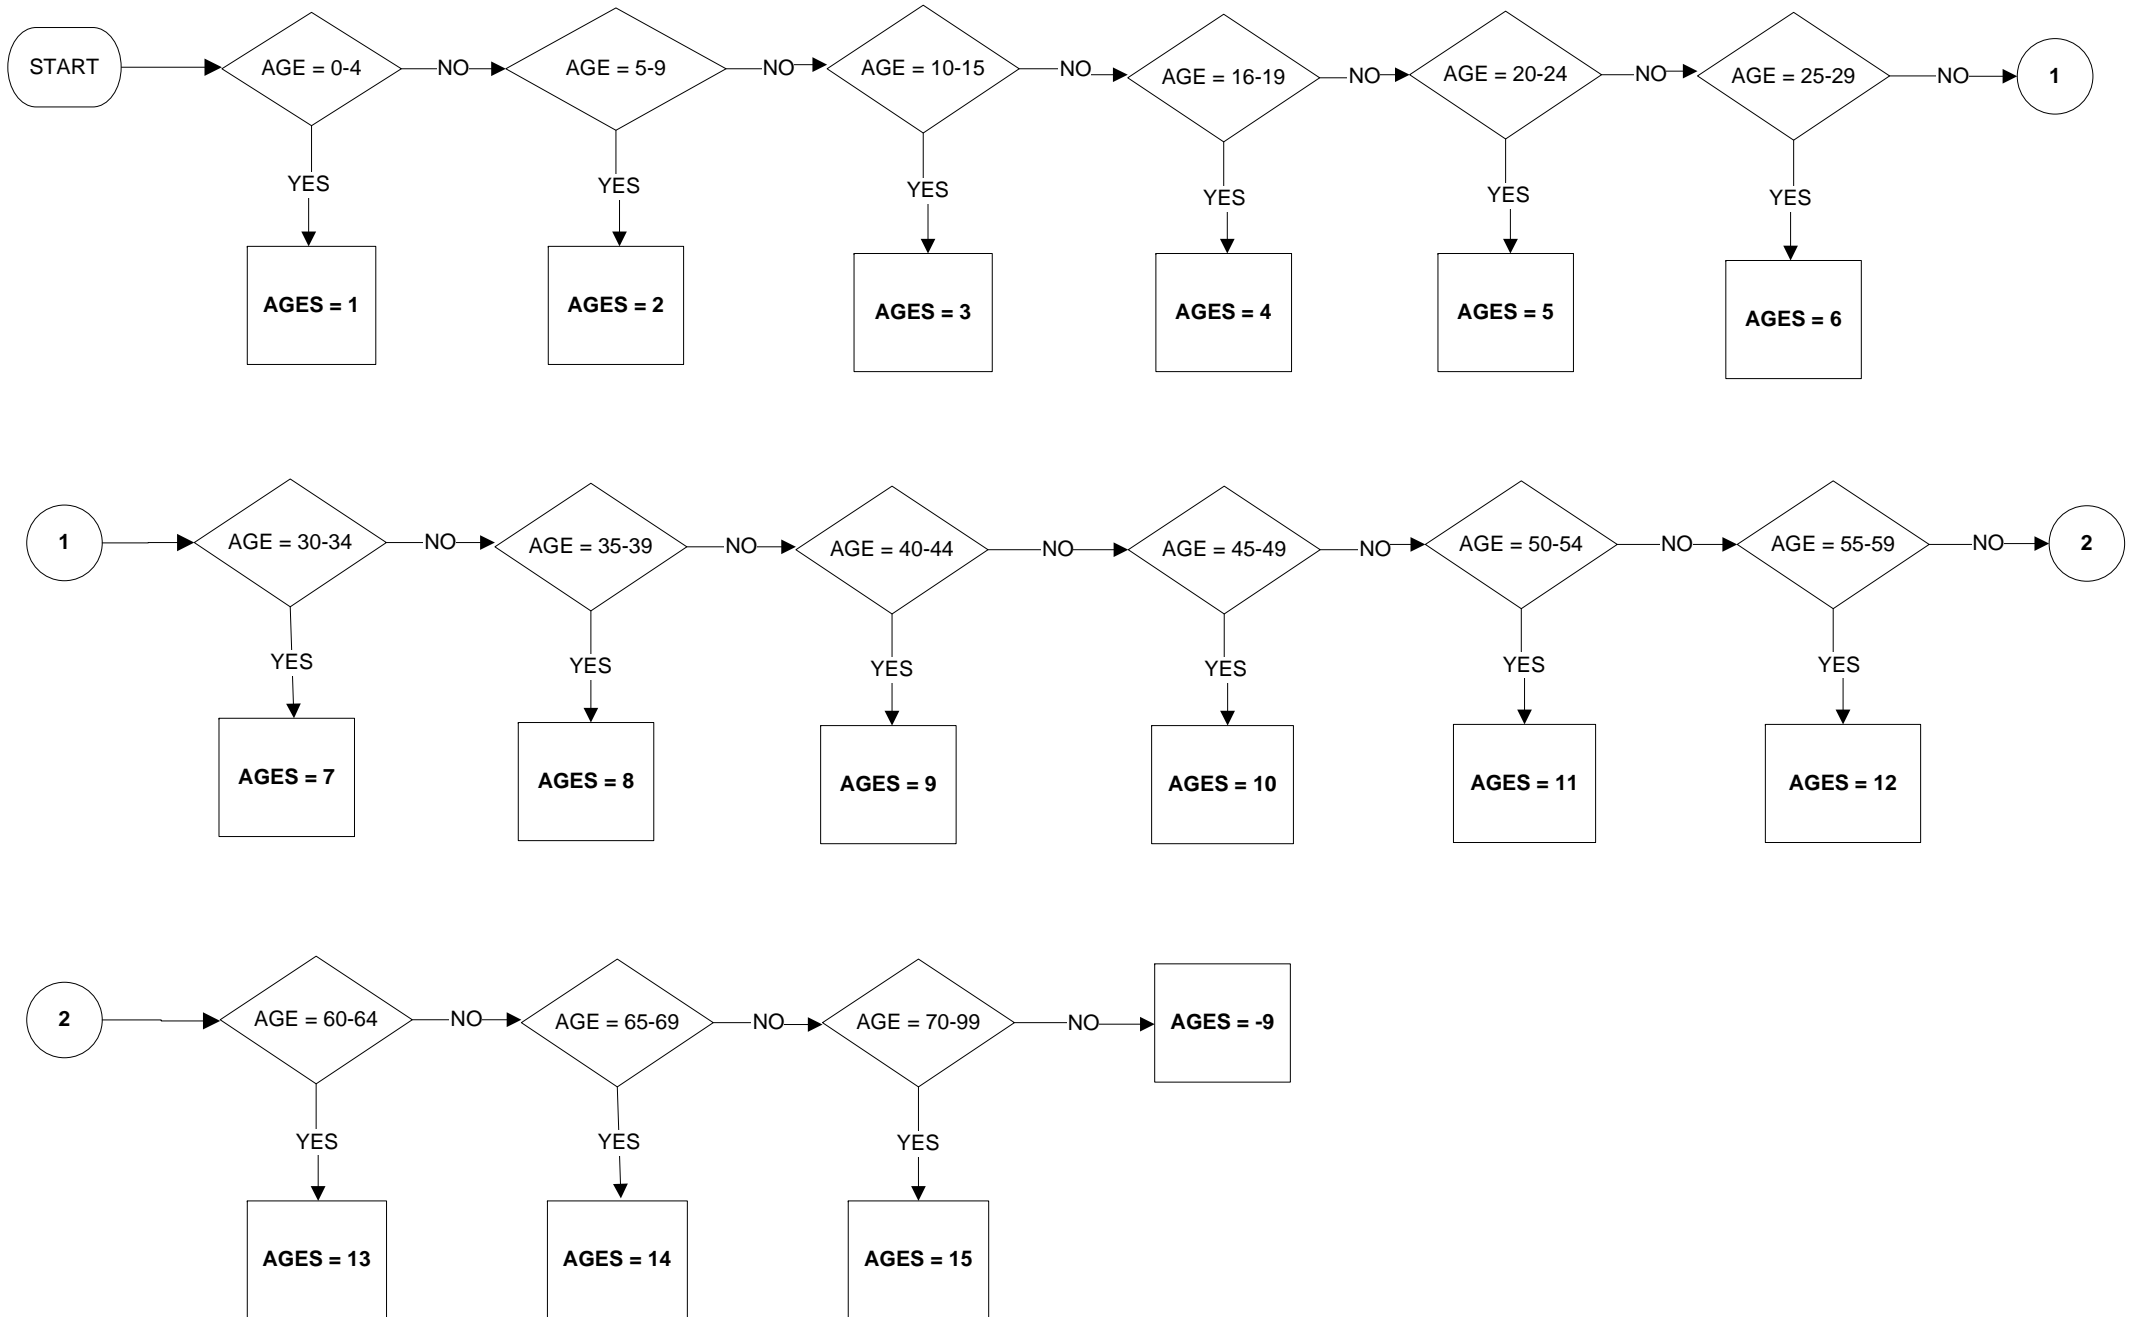 START
AGE = 0-4
NO
AGE = 5-9
NO
AGE = 10-15
NO
AGE = 16-19
NO
AGE = 20-24
NO
AGE = 25-29
NO
1
YES
YES
YES
YES
YES
YES
AGES = 1
AGES = 2
AGES = 3
AGES = 4
AGES = 5
AGES = 6
1
AGE = 30-34
NO
AGE = 35-39
NO
AGE = 40-44
NO
AGE = 45-49
NO
AGE = 50-54
NO
AGE = 55-59
NO
2
YES
YES
YES
YES
YES
YES
AGES = 7
AGES = 8
AGES = 9
AGES = 10
AGES = 11
AGES = 12
2
AGE = 60-64
NO
AGE = 65-69
NO
AGE = 70-99
NO
AGES = -9
YES
YES
YES
AGES = 13
AGES = 14
AGES = 15